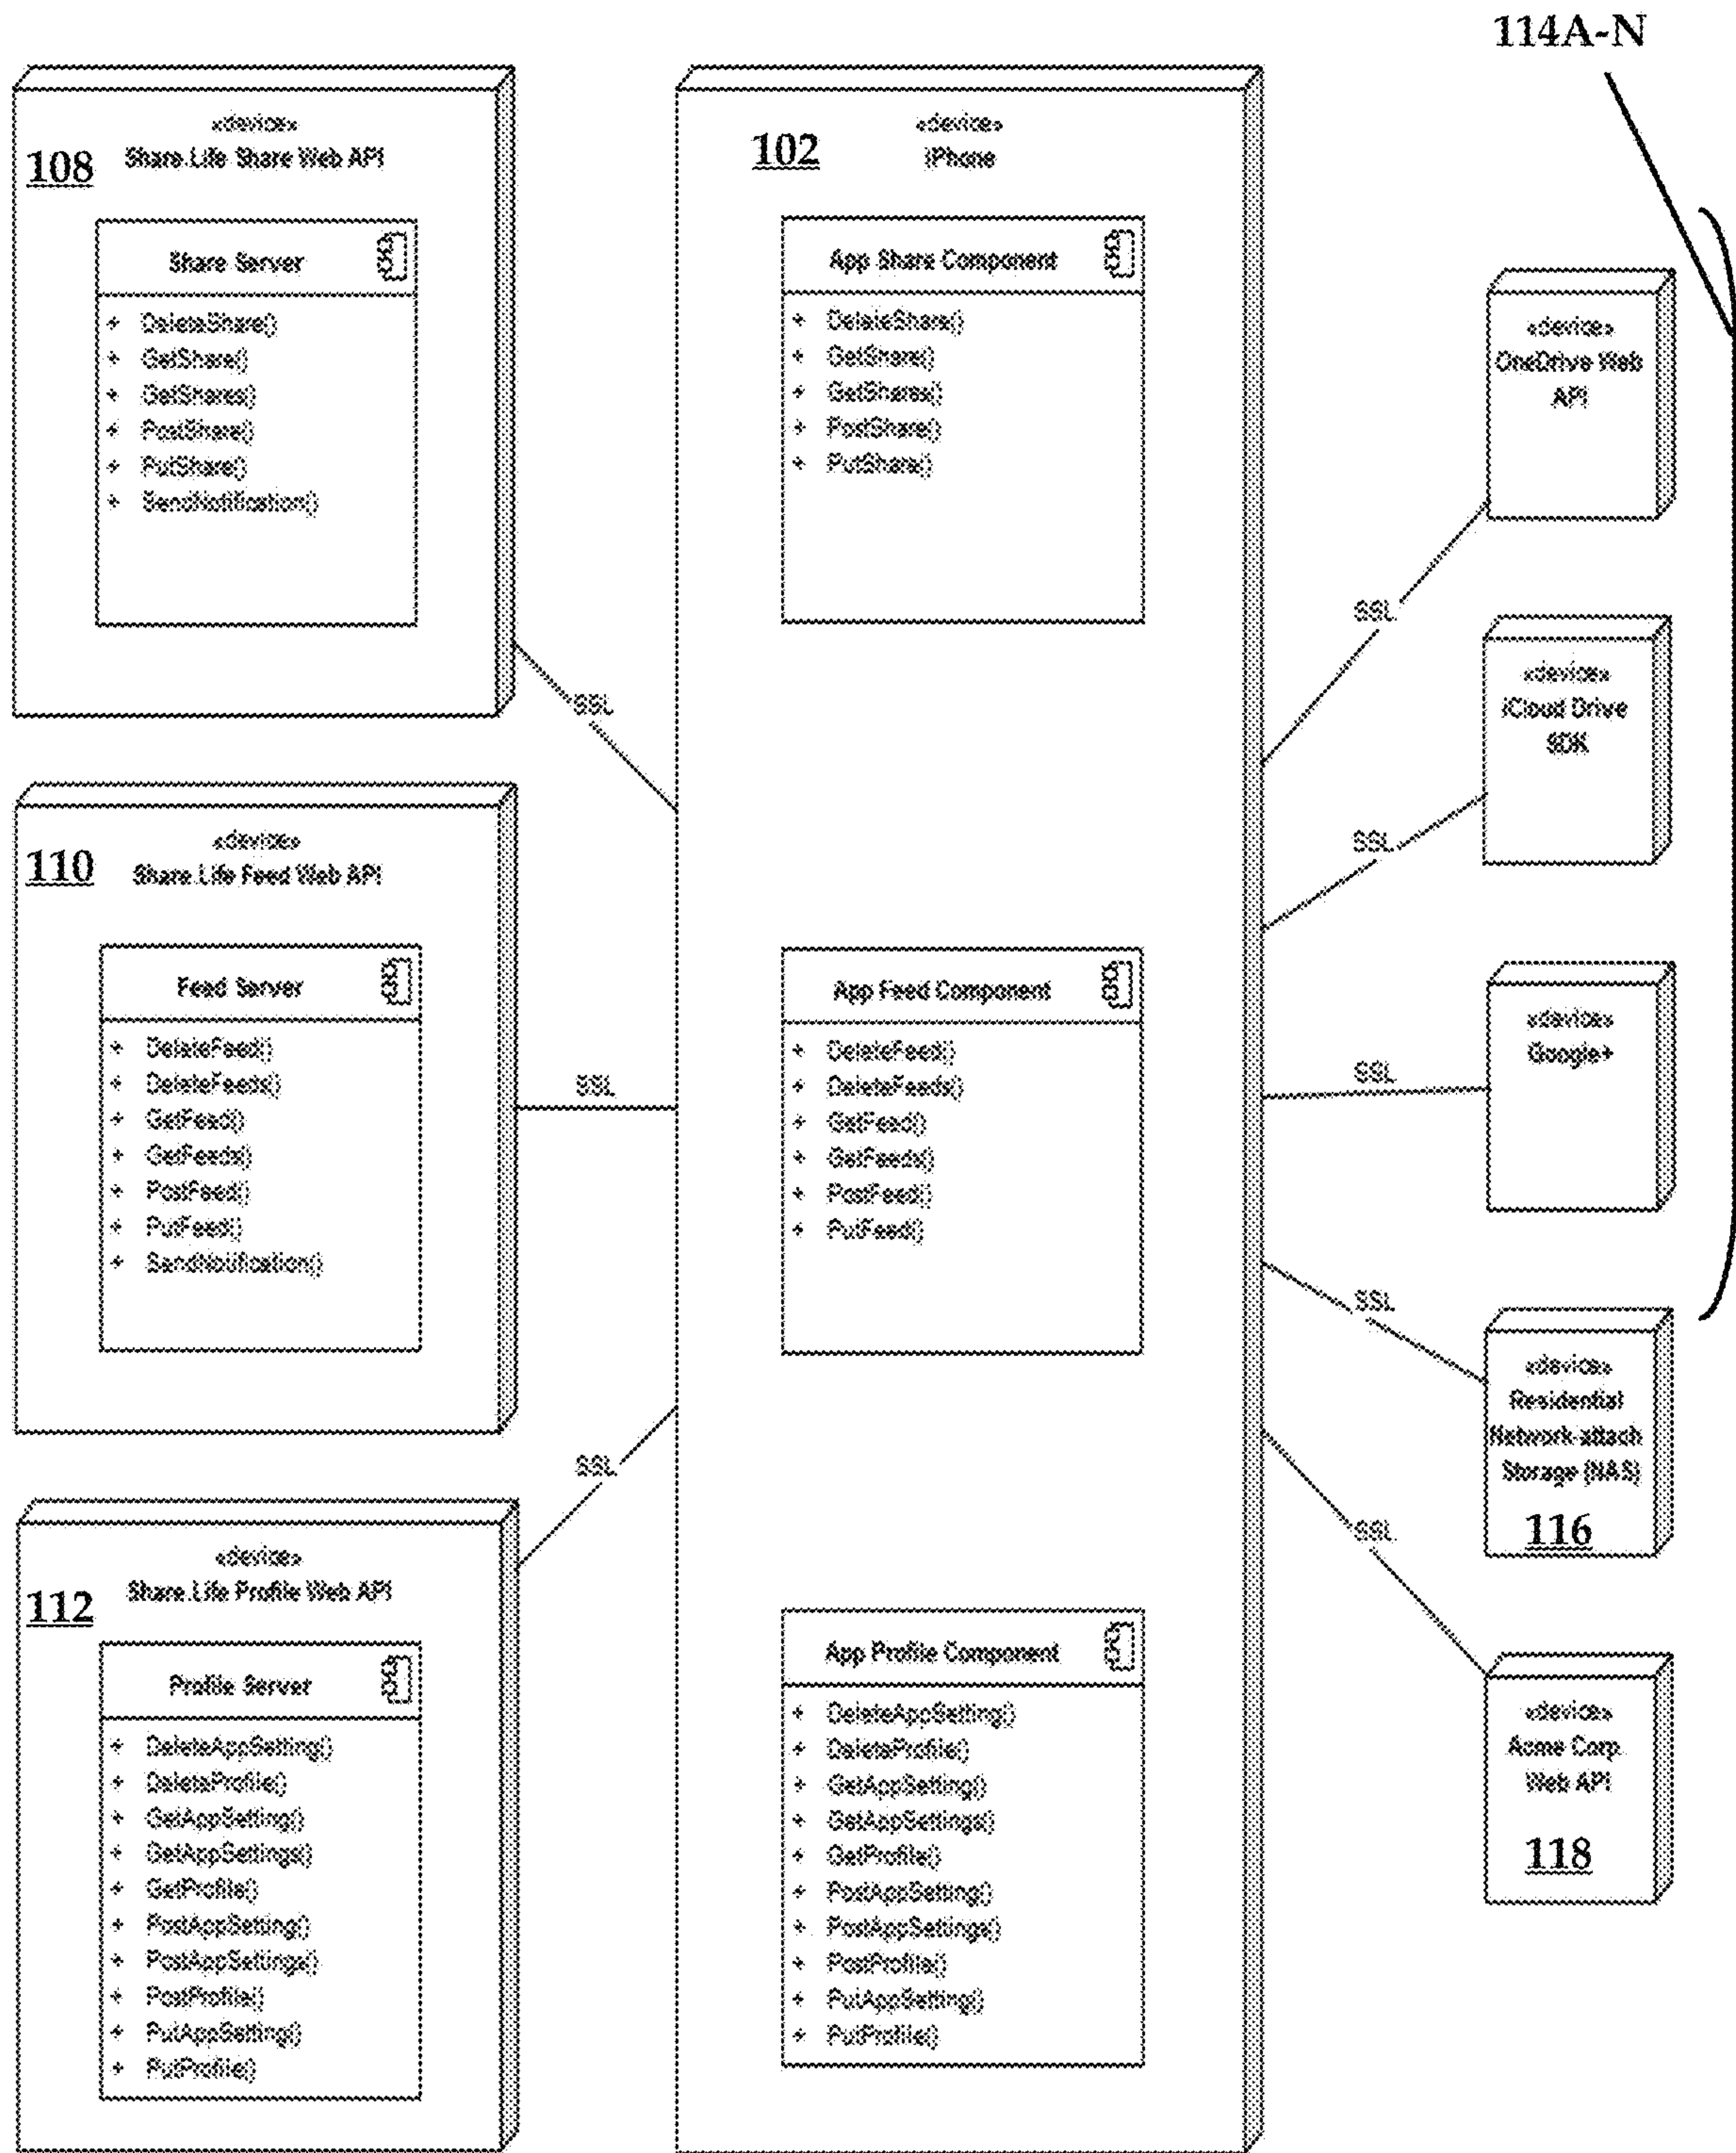 114A-N
«device»
108
Share.Life Share Web API
Share Server
+ DeleteShare()
+ GetShare()
+ GetShares()
+ PostShare()
+ PutShare()
+ SendNotification()
SSL
«device»
110
Share.Life Feed Web API
Feed Server
+ DeleteFeed()
+ DeleteFeeds()
+ GetFeed()
+ GetFeeds()
+ PostFeed()
+ PutFeed()
+ SendNotification()
SSL
SSL
«device»
112
Share.Life Profile Web API
Profile Server
+ DeleteAppSetting()
+ DeleteProfile()
+ GetAppSetting()
+ GetAppSettings()
+ GetProfile()
+ PostAppSetting()
+ PostAppSettings()
+ PostProfile()
+ PutAppSetting()
+ PutProfile()
«device»
102
iPhone
App Share Component
+ DeleteShare()
+ GetShare()
+ GetShares()
+ PostShare()
+ PutShare()
App Feed Component
+ DeleteFeed()
+ DeleteFeeds()
+ GetFeed()
+ GetFeeds()
+ PostFeed()
+ PutFeed()
App Profile Component
+ DeleteAppSetting()
+ DeleteProfile()
+ GetAppSetting()
+ GetAppSettings()
+ GetProfile()
+ PostAppSetting()
+ PostAppSettings()
+ PostProfile()
+ PutAppSetting()
+ PutProfile()
«device»
OneDrive Web
API
SSL
«device»
iCloud Drive
SDK
SSL
«device»
Google+
SSL
SSL
«device»
Residential
Network-attach
Storage (NAS)
116
SSL
«device»
Acme Corp.
Web API
118